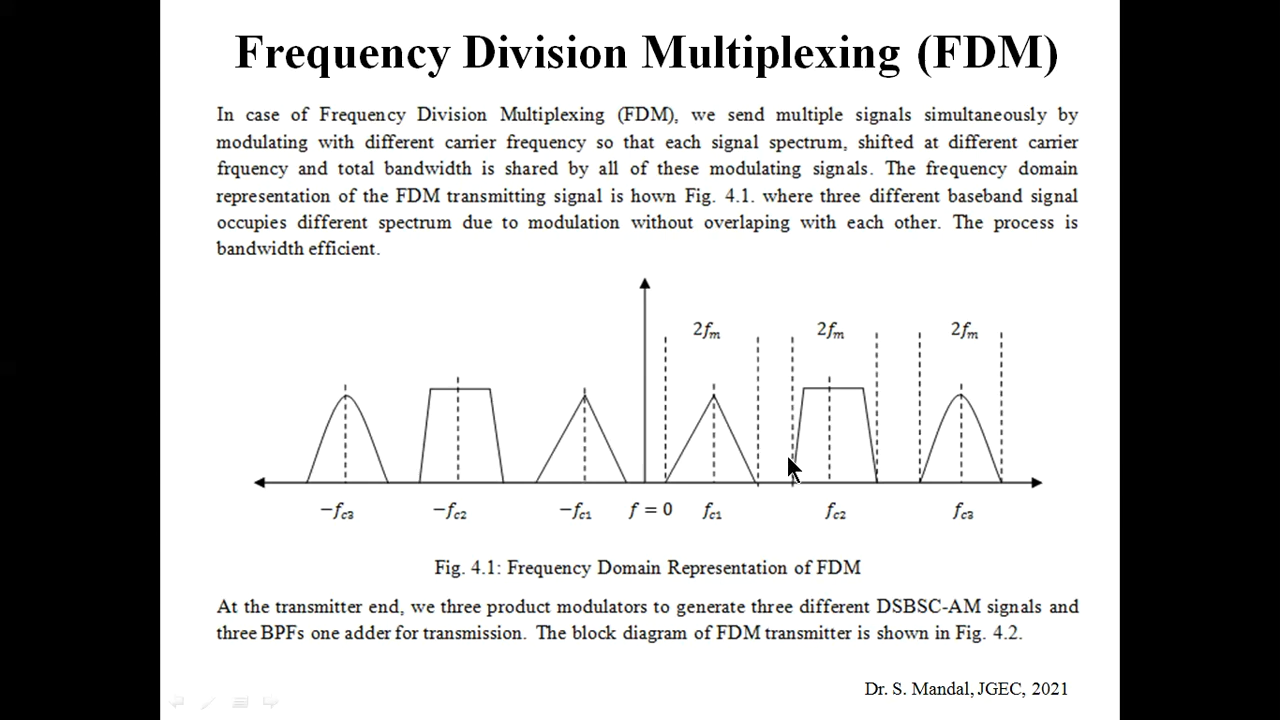 Frequency Division Multiplexing (FDM)
In case of Frequency Division Multiplexing (FDM), we send multiple signals simultaneously by
modulating with different carrier frequency so that each signal spectrum, shifted at different carrier
frquency and total bandwidth is shared by all of these modulating signals. The frequency domain
representation of the FDM transmitting signal is hown Fig. 4.1. where three different baseband signal
occupies different spectrum due to modulation without overlaping with each other. The process is
bandwidth efficient.
2fm 2fm 2fm
−fc3 −fc2 −fc1 f = 0 fc1 fc2 fc3
Fig. 4.1: Frequency Domain Representation of FDM
At the transmitter end, we three product modulators to generate three different DSBSC-AM signals and
three BPFs one adder for transmission. The block diagram of FDM transmitter is shown in Fig. 4.2.
Dr. S. Mandal, JGEC, 2021